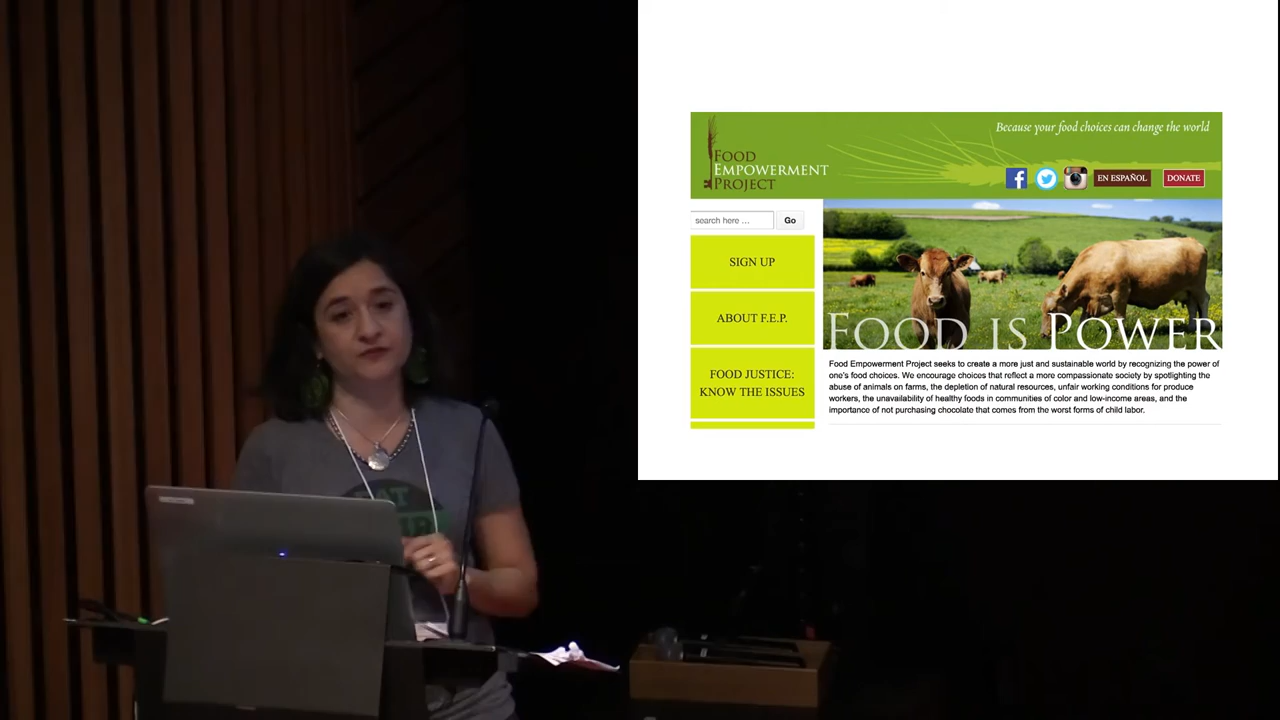 Because your food choices can change the world
FOOD
EMPOWERMENT
PROJECT
EN ESPAÑOL
DONATE
search here ...
Go
SIGN UP
ABOUT F.E.P.
FOOD JUSTICE:
KNOW THE ISSUES
FOOD IS POWER
Food Empowerment Project seeks to create a more just and sustainable world by recognizing the power of
one's food choices. We encourage choices that reflect a more compassionate society by spotlighting the
abuse of animals on farms, the depletion of natural resources, unfair working conditions for produce
workers, the unavailability of healthy foods in communities of color and low-income areas, and the
importance of not purchasing chocolate that comes from the worst forms of child labor.